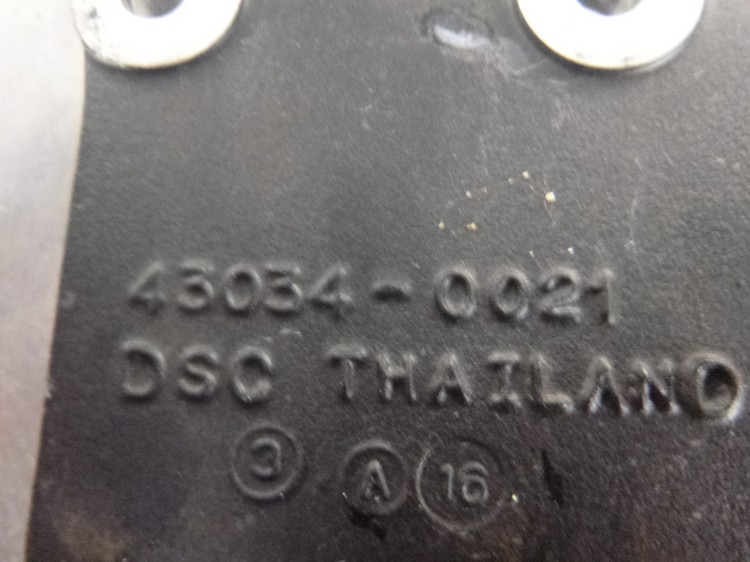 43034-0021
DSC THAILAND
3 A 16